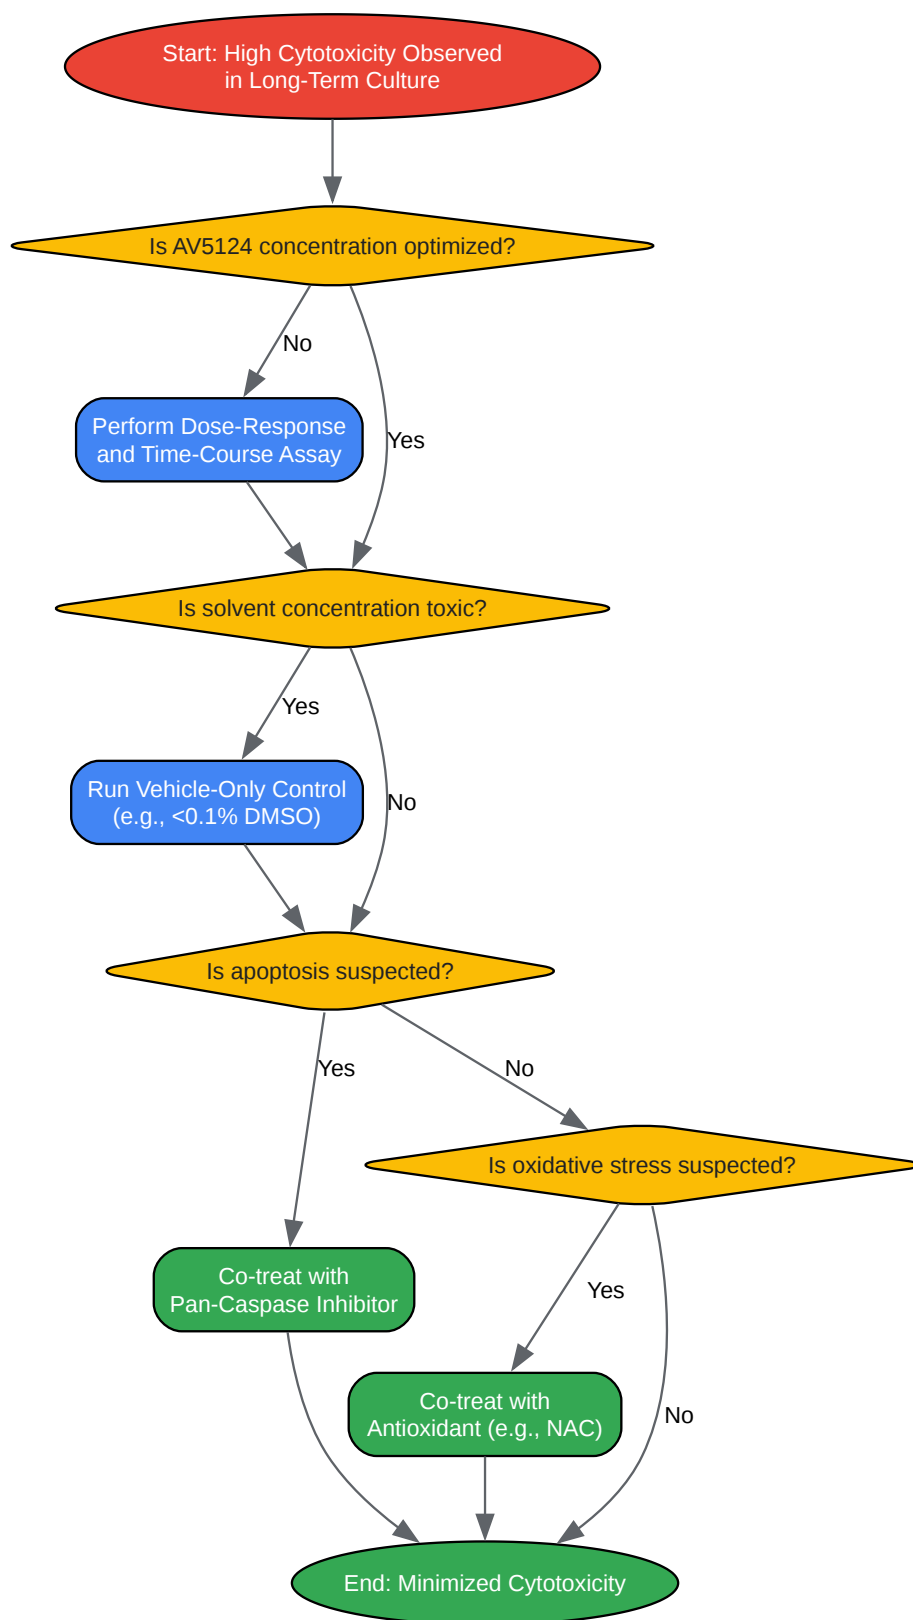 Start: High Cytotoxicity Observed
in Long-Term Culture
Is AV5124 concentration optimized?
No
Yes
Perform Dose-Response
and Time-Course Assay
Is solvent concentration toxic?
Yes
No
Run Vehicle-Only Control
(e.g., <0.1% DMSO)
Is apoptosis suspected?
Yes
No
Is oxidative stress suspected?
Co-treat with
Pan-Caspase Inhibitor
Yes
No
Co-treat with
Antioxidant (e.g., NAC)
End: Minimized Cytotoxicity